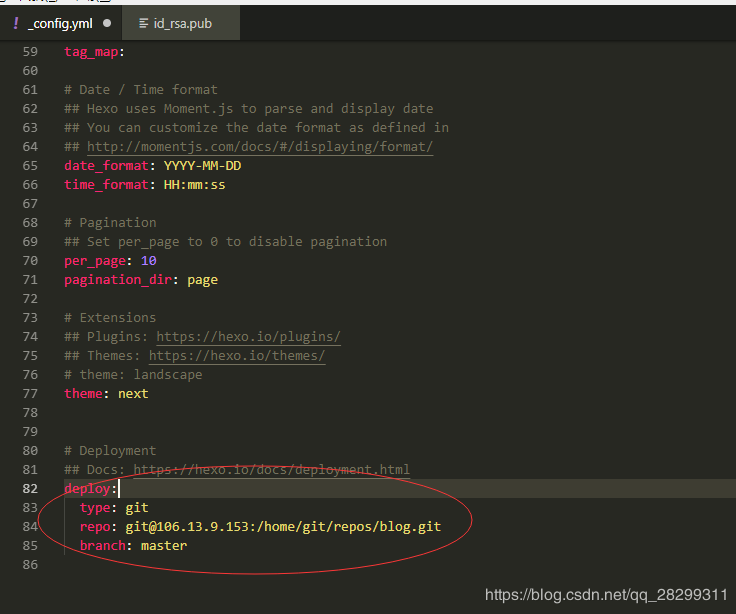 ! _config.yml ● id_rsa.pub
59 tag_map:
60
61 # Date / Time format
62 ## Hexo uses Moment.js to parse and display date
63 ## You can customize the date format as defined in
64 ## http://momentjs.com/docs/#/displaying/format/
65 date_format: YYYY-MM-DD
66 time_format: HH:mm:ss
67
68 # Pagination
69 ## Set per_page to 0 to disable pagination
70 per_page: 10
71 pagination_dir: page
72
73 # Extensions
74 ## Plugins: https://hexo.io/plugins/
75 ## Themes: https://hexo.io/themes/
76 # theme: landscape
77 theme: next
78
79
80 # Deployment
81 ## Docs: https://hexo.io/docs/deployment.html
82 deploy:
83 type: git
84 repo: git@106.13.9.153:/home/git/repos/blog.git
85 branch: master
86
https://blog.csdn.net/qq_28299311